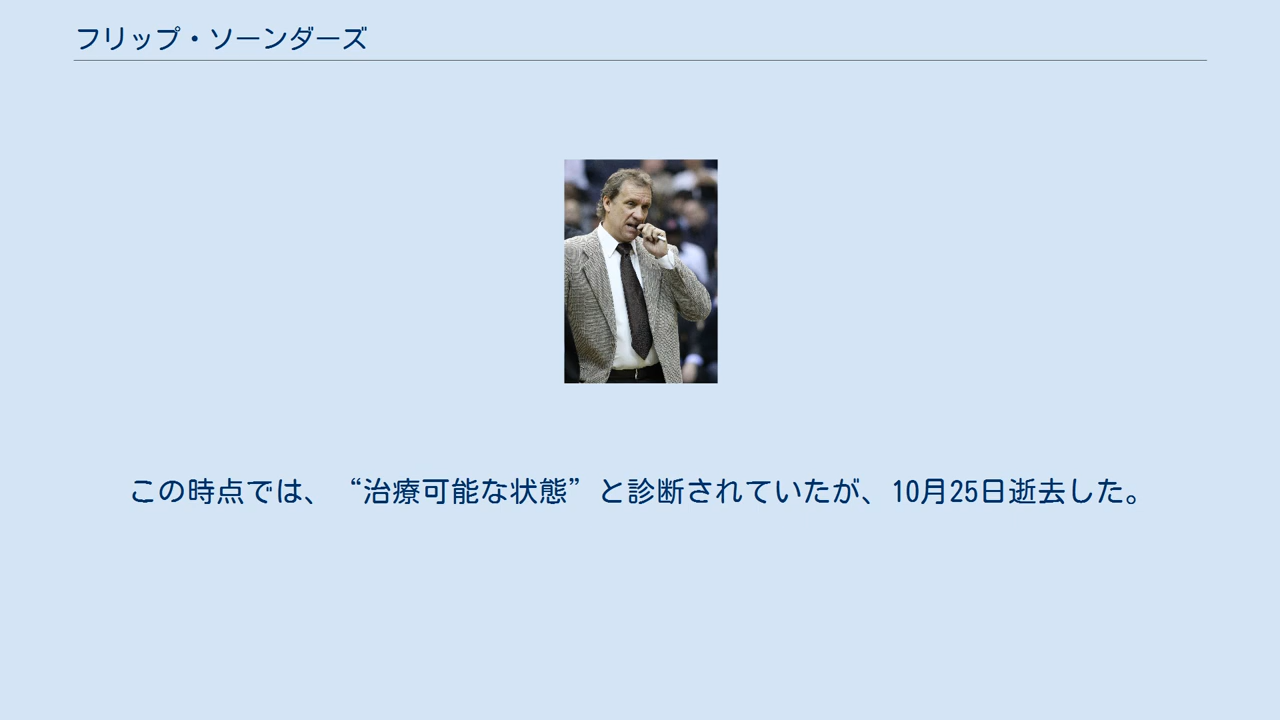 フリップ・ソーンダーズ
この時点では、“治療可能な状態”と診断されていたが、10月25日逝去した。